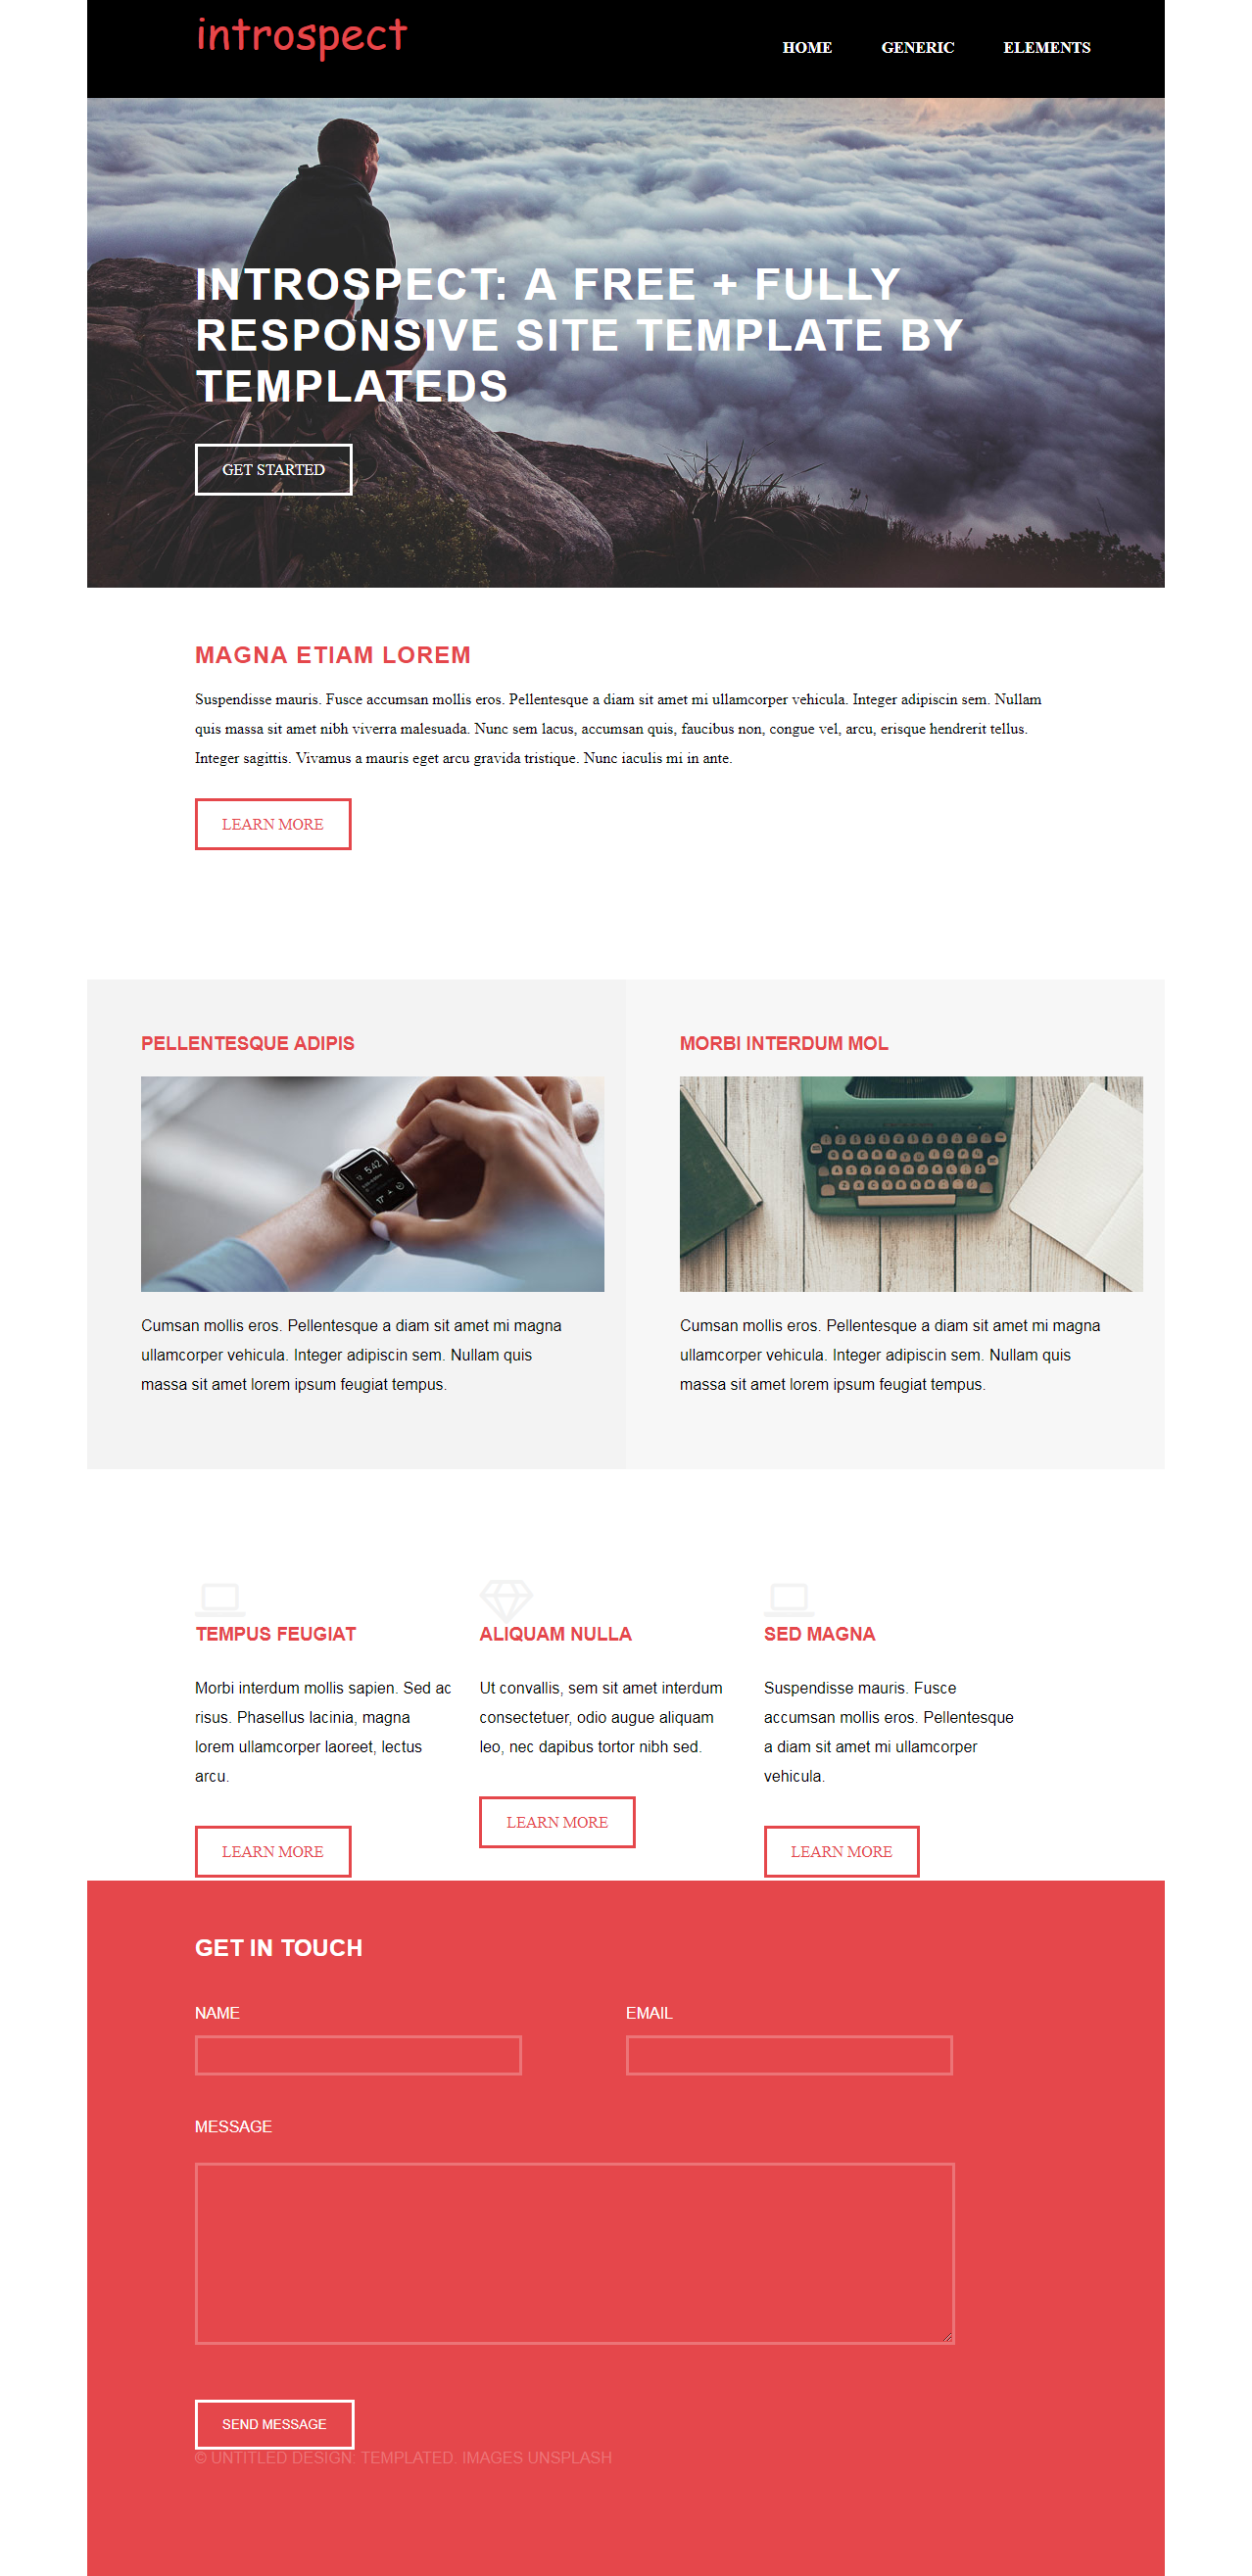 introspect
HOME GENERIC ELEMENTS
INTROSPECT: A FREE + FULLY
RESPONSIVE SITE TEMPLATE BY
TEMPLATEDS
GET STARTED
MAGNA ETIAM LOREM
Suspendisse mauris. Fusce accumsan mollis eros. Pellentesque a diam sit amet mi ullamcorper vehicula. Integer adipiscin sem. Nullam
quis massa sit amet nibh viverra malesuada. Nunc sem lacus, accumsan quis, faucibus non, congue vel, arcu, erisque hendrerit tellus.
Integer sagittis. Vivamus a mauris eget arcu gravida tristique. Nunc iaculis mi in ante.
LEARN MORE
PELLENTESQUE ADIPIS
5:42
Cumsan mollis eros. Pellentesque a diam sit amet mi magna
ullamcorper vehicula. Integer adipiscin sem. Nullam quis
massa sit amet lorem ipsum feugiat tempus.
MORBI INTERDUM MOL
Cumsan mollis eros. Pellentesque a diam sit amet mi magna
ullamcorper vehicula. Integer adipiscin sem. Nullam quis
massa sit amet lorem ipsum feugiat tempus.
TEMPUS FEUGIAT
Morbi interdum mollis sapien. Sed ac
risus. Phasellus lacinia, magna
lorem ullamcorper laoreet, lectus
arcu.
LEARN MORE
ALIQUAM NULLA
Ut convallis, sem sit amet interdum
consectetuer, odio augue aliquam
leo, nec dapibus tortor nibh sed.
LEARN MORE
SED MAGNA
Suspendisse mauris. Fusce
accumsan mollis eros. Pellentesque
a diam sit amet mi ullamcorper
vehicula.
LEARN MORE
GET IN TOUCH
NAME
EMAIL
MESSAGE
SEND MESSAGE
© UNTITLED DESIGN: TEMPLATED. IMAGES UNSPLASH